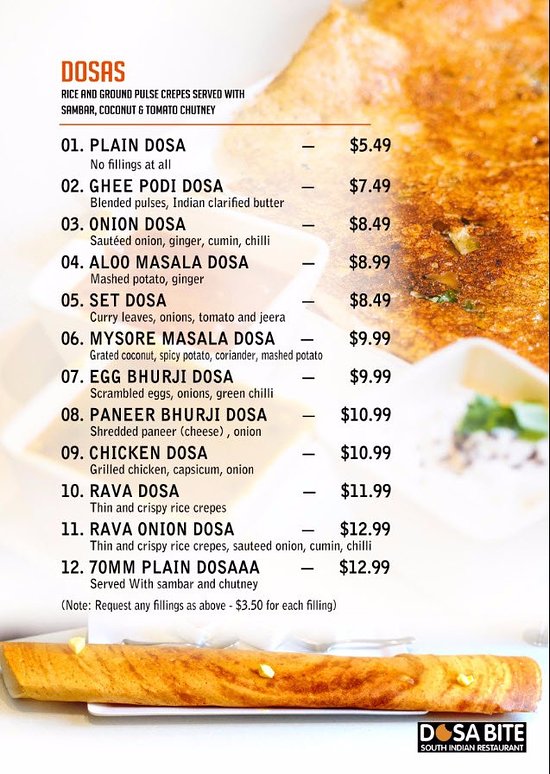 DOSAS
RICE AND GROUND PULSE CREPES SERVED WITH
SAMBAR, COCONUT & TOMATO CHUTNEY
01. PLAIN DOSA — $5.49
No fillings at all
02. GHEE PODI DOSA — $7.49
Blended pulses, Indian clarified butter
03. ONION DOSA — $8.49
Sautéed onion, ginger, cumin, chilli
04. ALOO MASALA DOSA — $8.99
Mashed potato, ginger
05. SET DOSA — $8.49
Curry leaves, onions, tomato and jeera
06. MYSORE MASALA DOSA — $9.99
Grated coconut, spicy potato, coriander, mashed potato
07. EGG BHURJI DOSA — $9.99
Scrambled eggs, onions, green chilli
08. PANEER BHURJI DOSA — $10.99
Shredded paneer (cheese) , onion
09. CHICKEN DOSA — $10.99
Grilled chicken, capsicum, onion
10. RAVA DOSA — $11.99
Thin and crispy rice crepes
11. RAVA ONION DOSA — $12.99
Thin and crispy rice crepes, sauteed onion, cumin, chilli
12. 70MM PLAIN DOSAAA — $12.99
Served With sambar and chutney
(Note: Request any fillings as above - $3.50 for each filling)
DOSA BITE
SOUTH INDIAN RESTAURANT